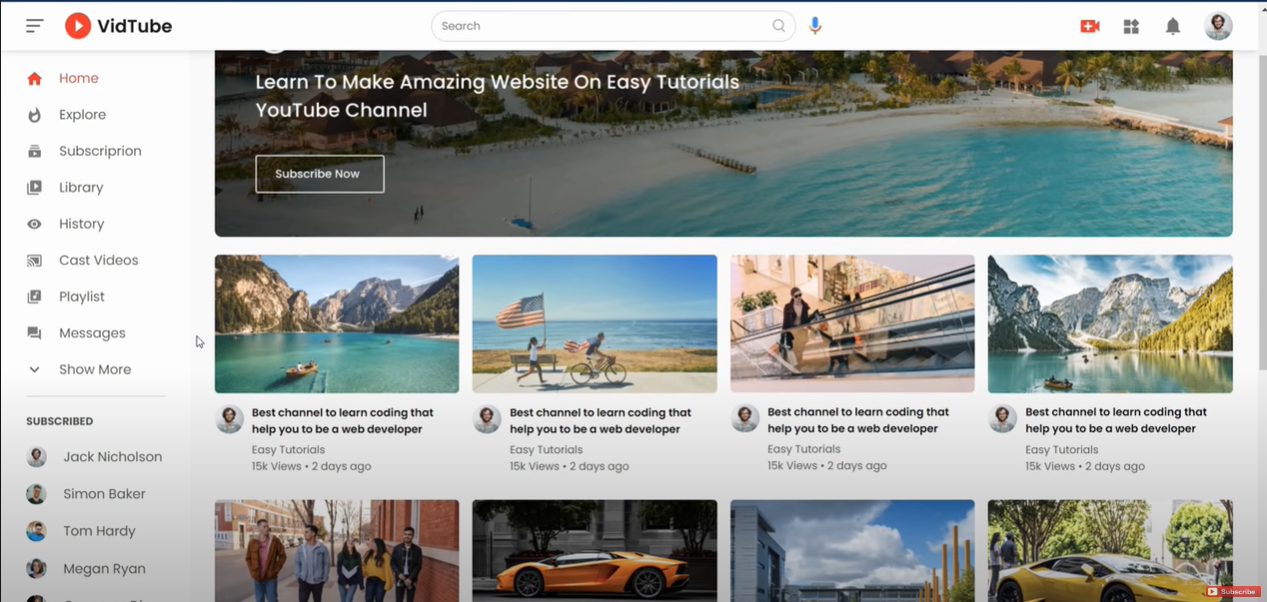 VidTube
Search
Home
Explore
Subscriprion
Library
History
Cast Videos
Playlist
Messages
Show More
SUBSCRIBED
Jack Nicholson
Simon Baker
Tom Hardy
Megan Ryan
Learn To Make Amazing Website On Easy Tutorials
YouTube Channel
Subscribe Now
Best channel to learn coding that
help you to be a web developer
Easy Tutorials
15k Views • 2 days ago
Best channel to learn coding that
help you to be a web developer
Easy Tutorials
15k Views • 2 days ago
Best channel to learn coding that
help you to be a web developer
Easy Tutorials
15k Views • 2 days ago
Best channel to learn coding that
help you to be a web developer
Easy Tutorials
15k Views • 2 days ago
Subscribe